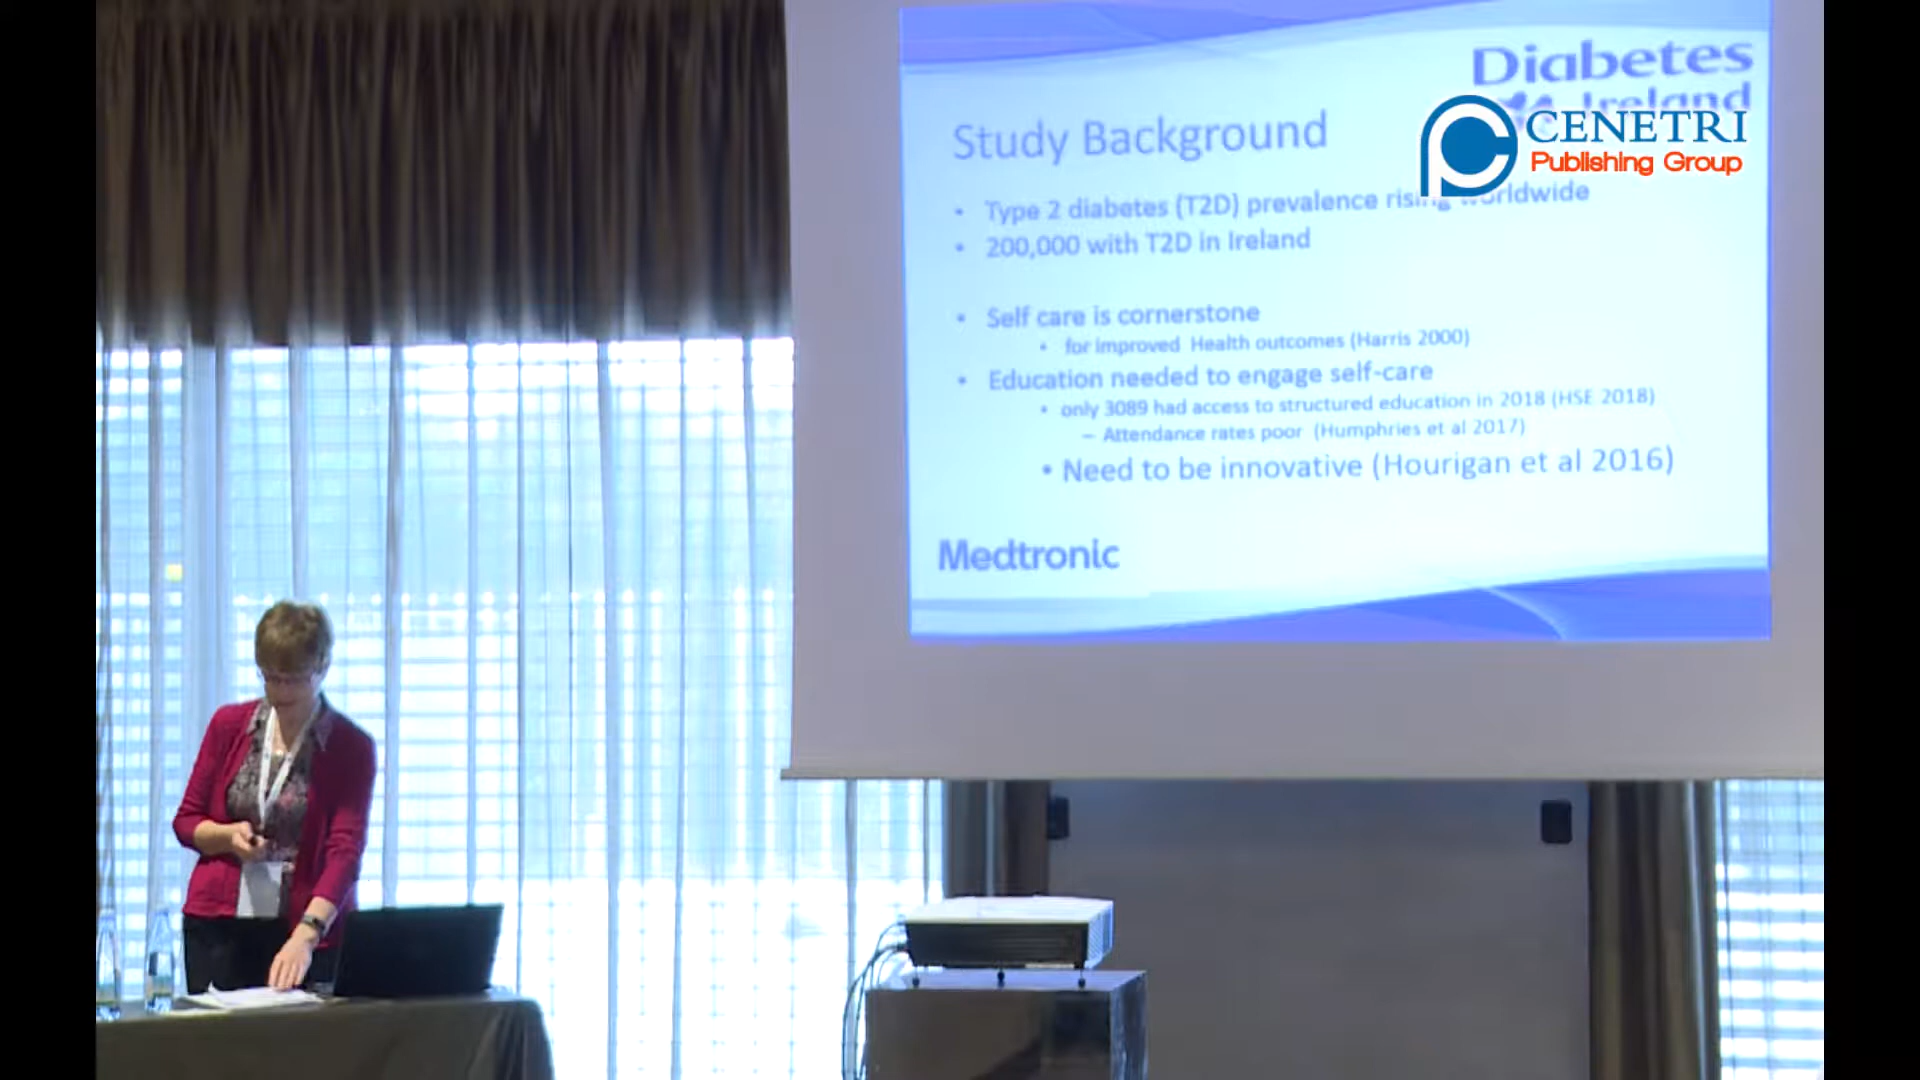 Diabetes
Ireland
CENETRI
Publishing Group
Study Background
• Type 2 diabetes (T2D) prevalence rising worldwide
• 200,000 with T2D in Ireland
• Self care is cornerstone
• for improved Health outcomes (Harris 2000)
• Education needed to engage self-care
• only 3089 had access to structured education in 2018 (HSE 2018)
– Attendance rates poor (Humphries et al 2017)
• Need to be innovative (Hourigan et al 2016)
Medtronic